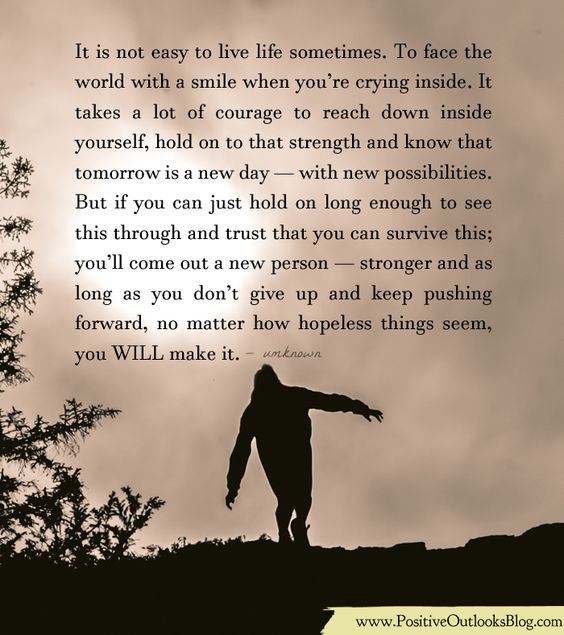 It is not easy to live life sometimes. To face the
world with a smile when you’re crying inside. It
takes a lot of courage to reach down inside
yourself, hold on to that strength and know that
tomorrow is a new day — with new possibilities.
But if you can just hold on long enough to see
this through and trust that you can survive this;
you’ll come out a new person — stronger and as
long as you don’t give up and keep pushing
forward, no matter how hopeless things seem,
you WILL make it. – unknown
www.PositiveOutlooksBlog.com